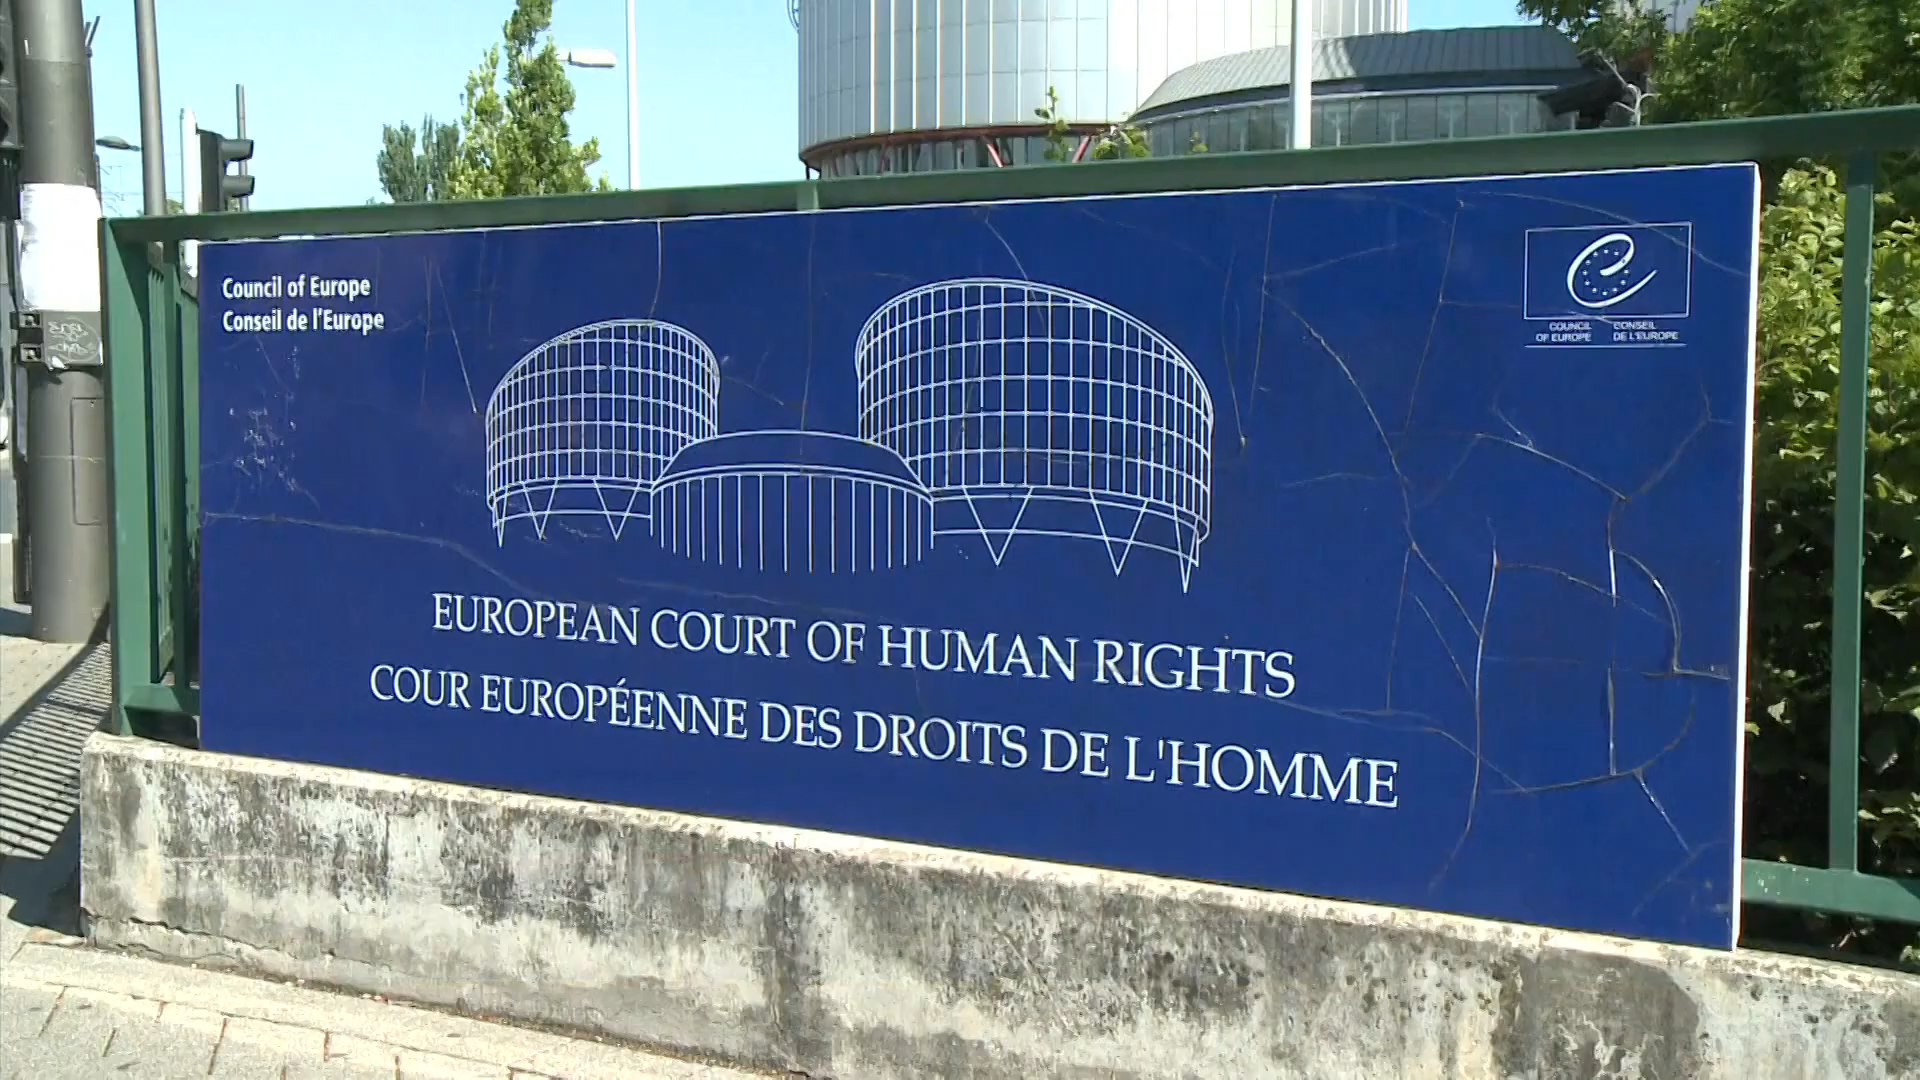 Council of Europe
Conseil de l'Europe
COUNCIL OF EUROPE
CONSEIL DE L'EUROPE
EUROPEAN COURT OF HUMAN RIGHTS
COUR EUROPÉENNE DES DROITS DE L'HOMME